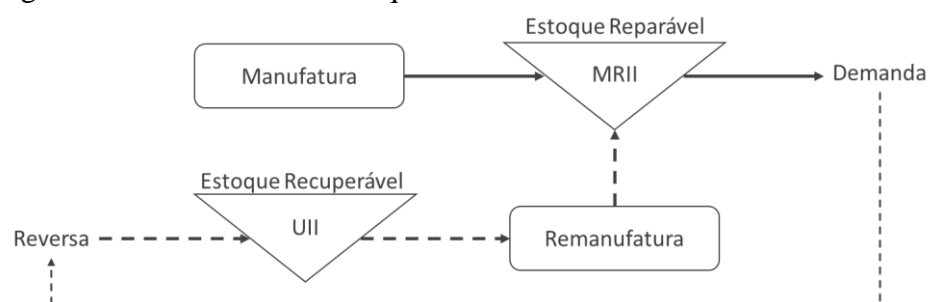 Estoque Reparável
Manufatura
MRII
Demanda
Estoque Recuperável
UII
Reversa
Remanufatura